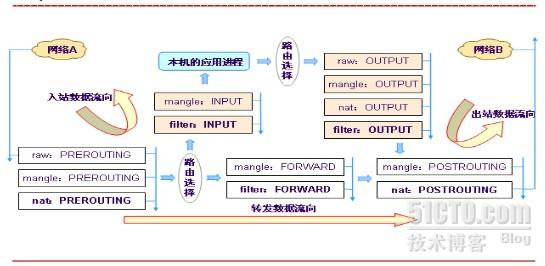 网络A
网络B
本机的应用进程
路由选择
raw：OUTPUT
mangle：OUTPUT
nat：OUTPUT
filter：OUTPUT
入站数据流向
mangle：INPUT
filter：INPUT
出站数据流向
raw：PREROUTING
mangle：PREROUTING
nat：PREROUTING
路由选择
mangle：FORWARD
filter：FORWARD
mangle：POSTROUTING
nat：POSTROUTING
转发数据流向
51CTO.com
技术博客 Blog